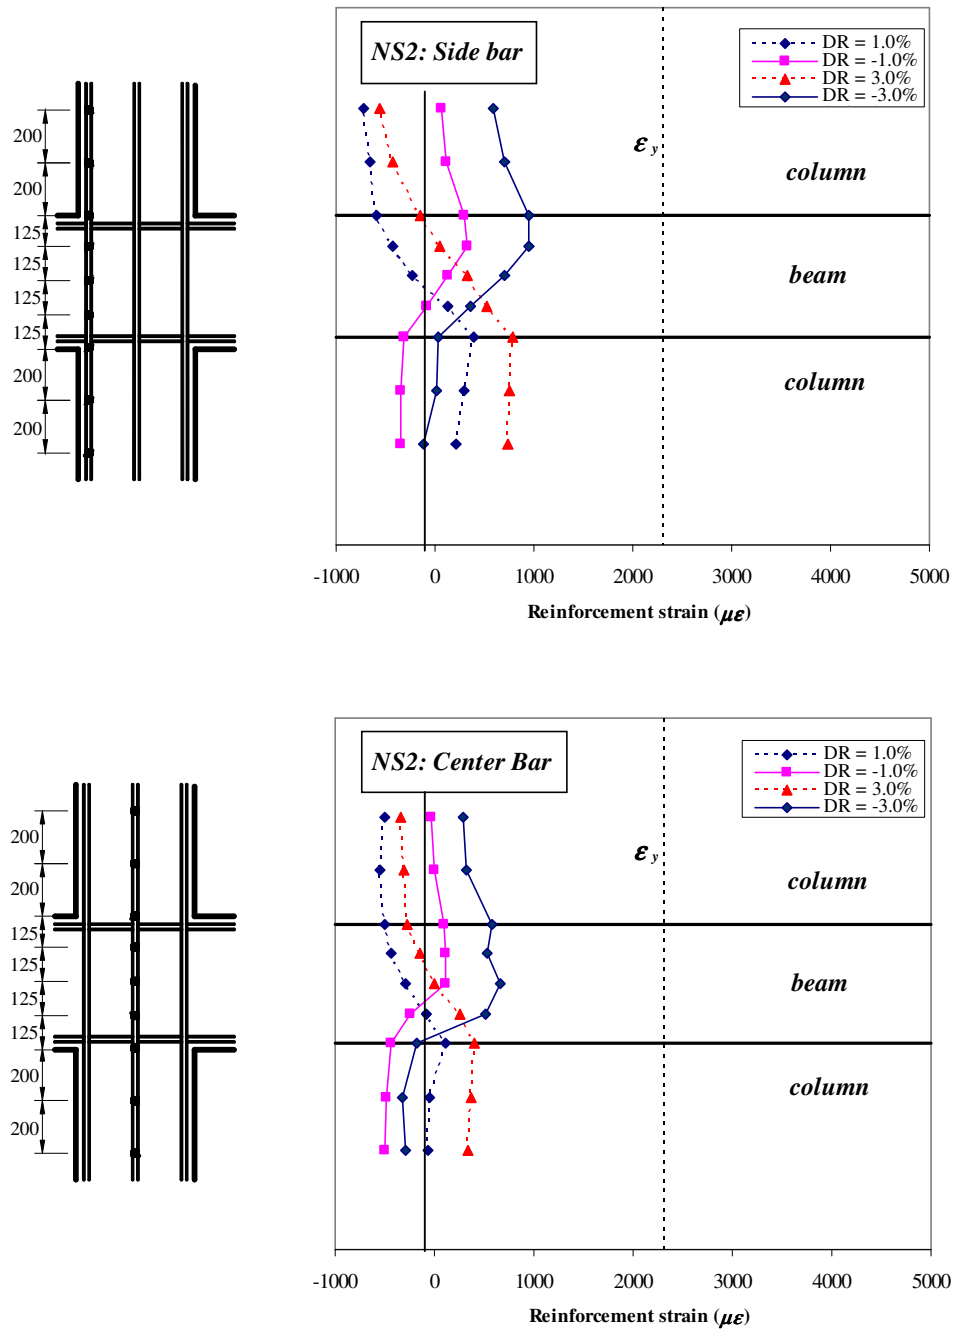 NS2: Side bar
DR = 1.0%
DR = -1.0%
DR = 3.0%
DR = -3.0%
200
200
125
125
125
125
200
200
εy
column
beam
column
-1000 0 1000 2000 3000 4000 5000
Reinforcement strain (με)
NS2: Center Bar
DR = 1.0%
DR = -1.0%
DR = 3.0%
DR = -3.0%
200
200
125
125
125
125
200
200
εy
column
beam
column
-1000 0 1000 2000 3000 4000 5000
Reinforcement strain (με)